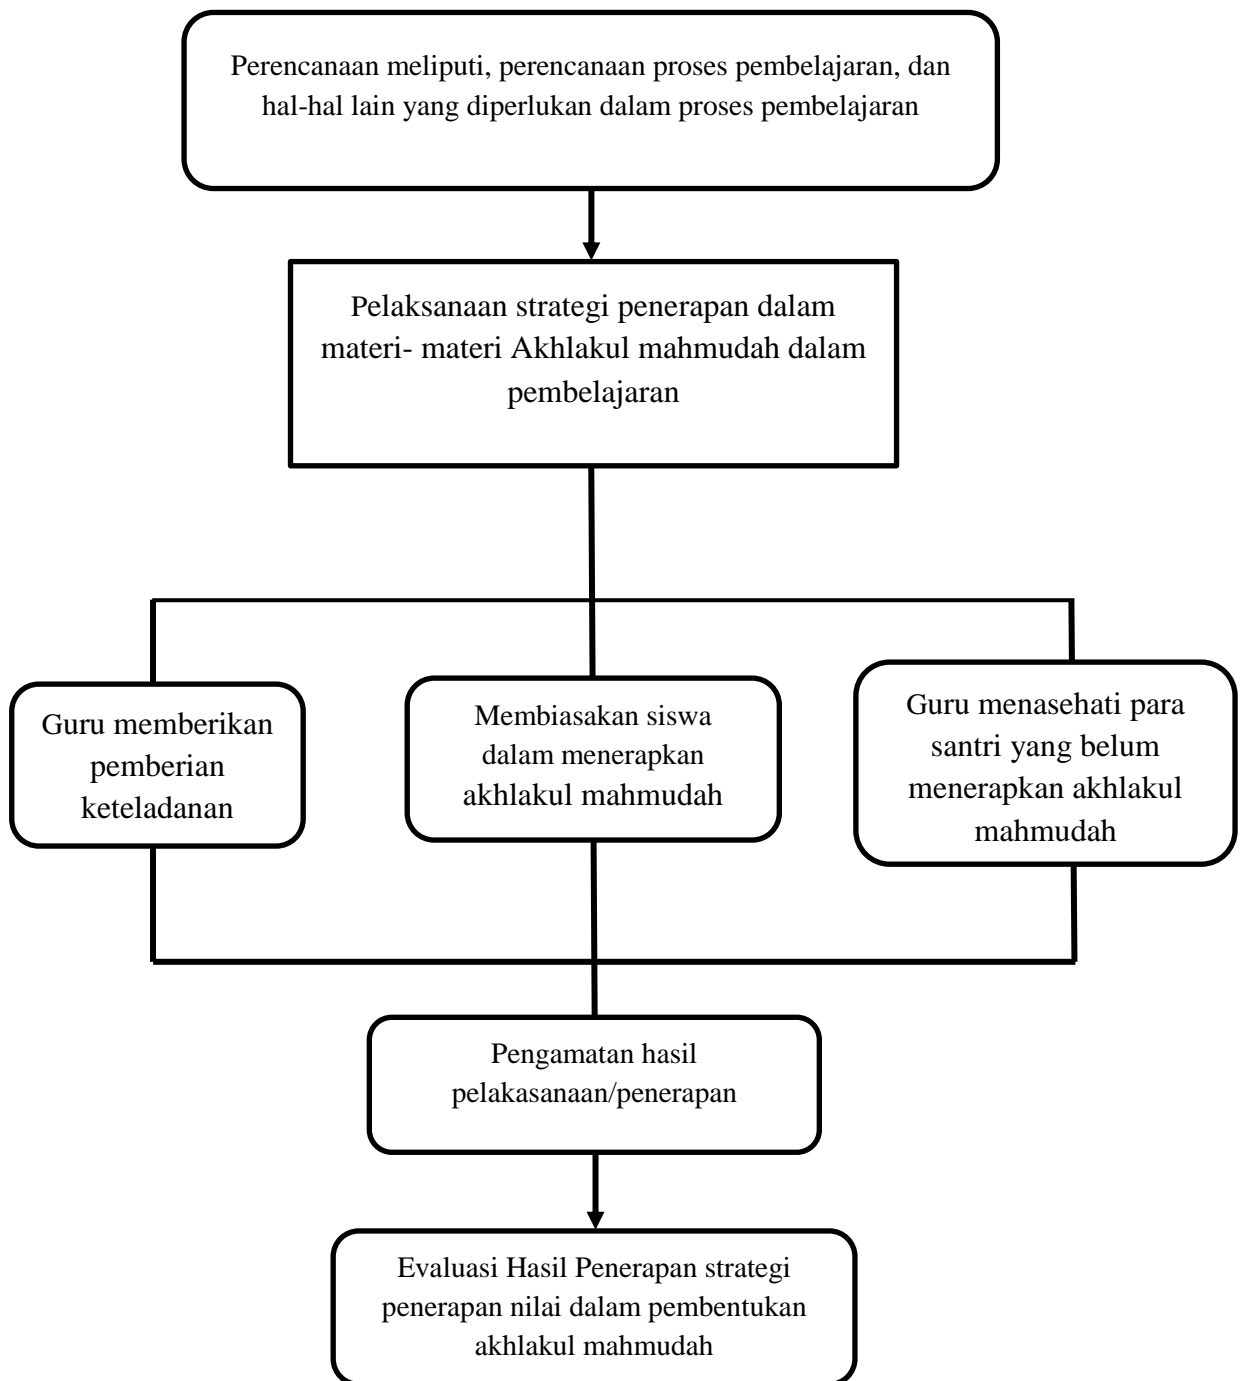 Perencanaan meliputi, perencanaan proses pembelajaran, dan
hal-hal lain yang diperlukan dalam proses pembelajaran
Pelaksanaan strategi penerapan dalam
materi- materi Akhlakul mahmudah dalam
pembelajaran
Guru memberikan
pemberian
keteladanan
Membiasakan siswa
dalam menerapkan
akhlakul mahmudah
Guru menasehati para
santri yang belum
menerapkan akhlakul
mahmudah
Pengamatan hasil
pelakasanaan/penerapan
Evaluasi Hasil Penerapan strategi
penerapan nilai dalam pembentukan
akhlakul mahmudah